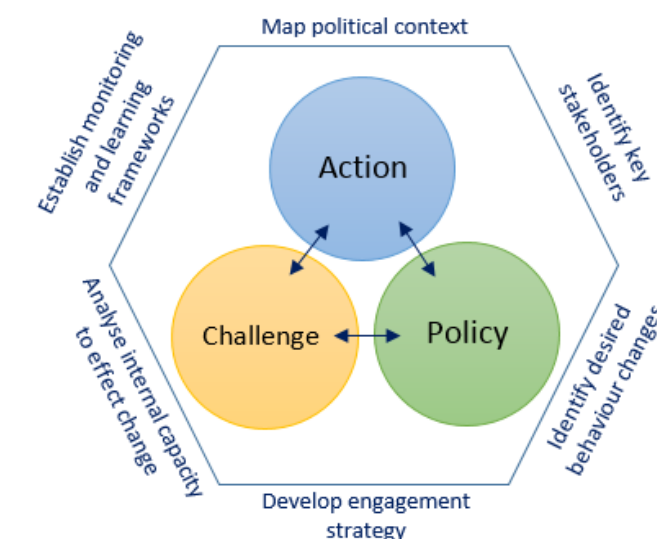 Map political context
Identify key
stakeholders
Identify desired
behaviour changes
Develop engagement
strategy
Analyse internal capacity
to effect change
Establish monitoring
and learning
frameworks
Action
Challenge
Policy